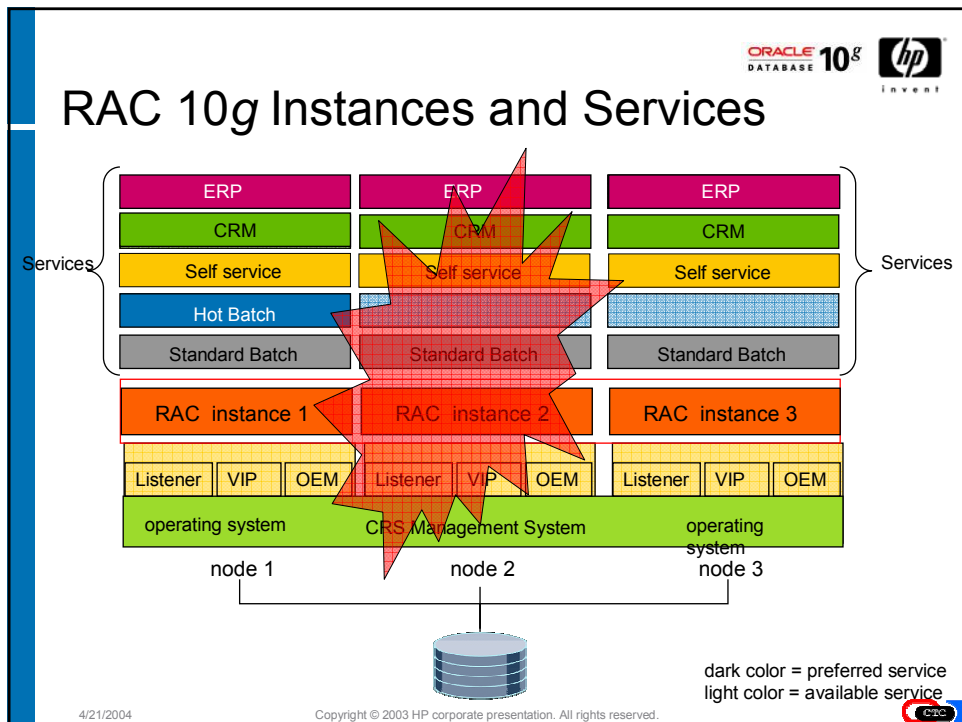 ORACLE
DATABASE 10g
hp
invent
RAC 10g Instances and Services
ERP ERP ERP
CRM CRM CRM
Services Self service Self service Self service Services
Hot Batch
Standard Batch Standard Batch Standard Batch
RAC instance 1 RAC instance 2 RAC instance 3
Listener VIP OEM Listener VIP OEM Listener VIP OEM
operating system CRS Management System operating
system
node 1 node 2 node 3
dark color = preferred service
light color = available service
4/21/2004 Copyright © 2003 HP corporate presentation. All rights reserved.
CTC